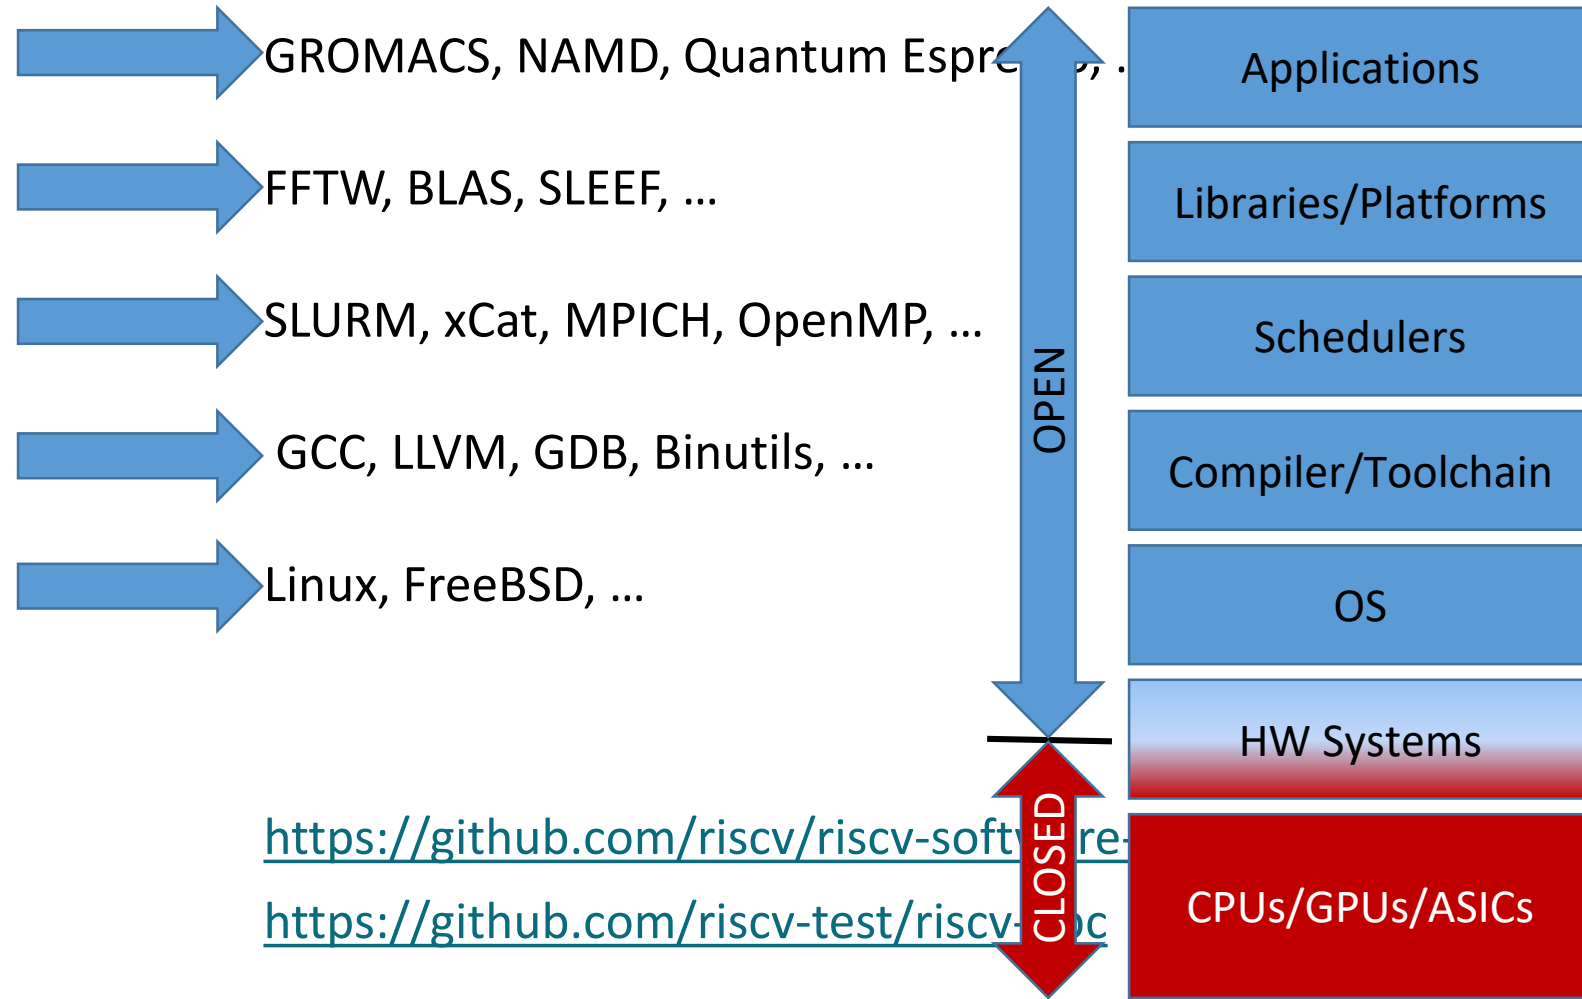 GROMACS, NAMD, Quantum
Applications
FFTW, BLAS, SLEEF, …
Libraries/Platforms
SLURM, xCat, MPICH, OpenMP, …
Schedulers
OPEN
GCC, LLVM, GDB, Binutils, …
Compiler/Toolchain
Linux, FreeBSD, …
OS
HW Systems
CLOSED
https://github.com/riscv/riscv-soft
https://github.com/riscv-test/riscv-
CPUs/GPUs/ASICs